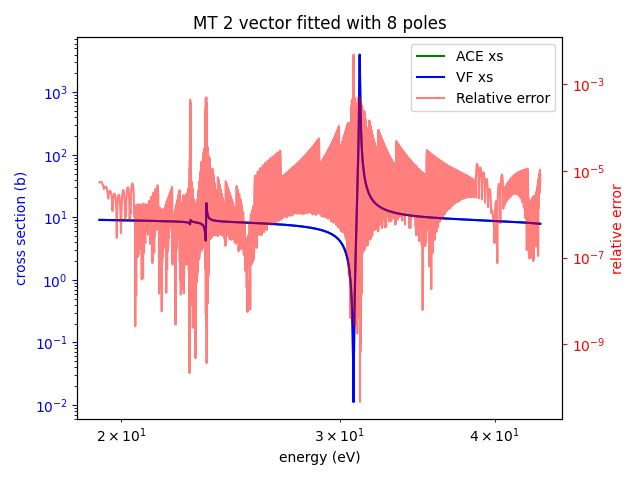 MT 2 vector fitted with 8 poles
ACE xs
VF xs
Relative error
10³
10²
10¹
10⁰
10⁻¹
10⁻²
cross section (b)
10⁻³
10⁻⁵
10⁻⁷
10⁻⁹
relative error
2 × 10¹
3 × 10¹
4 × 10¹
energy (eV)